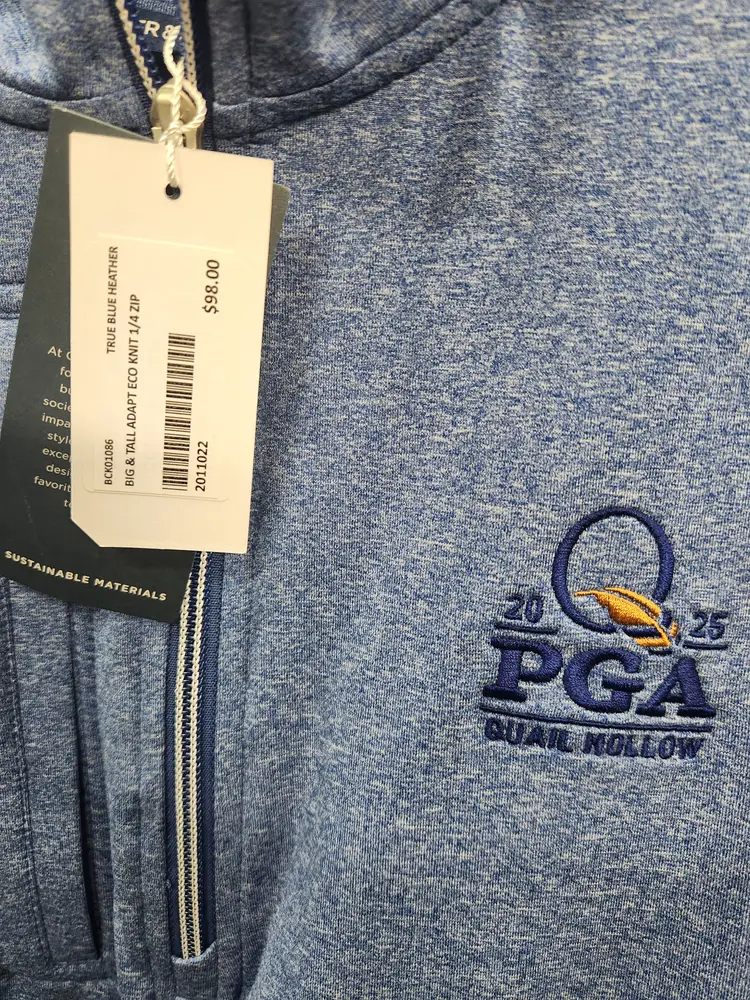 R&
TRUE BLUE HEATHER
$98.00
BCK01086
BIG & TALL ADAPT ECO KNIT 1/4 ZIP
2011022
At
SUSTAINABLE MATERIALS
Q
20 25
PGA
QUAIL HOLLOW